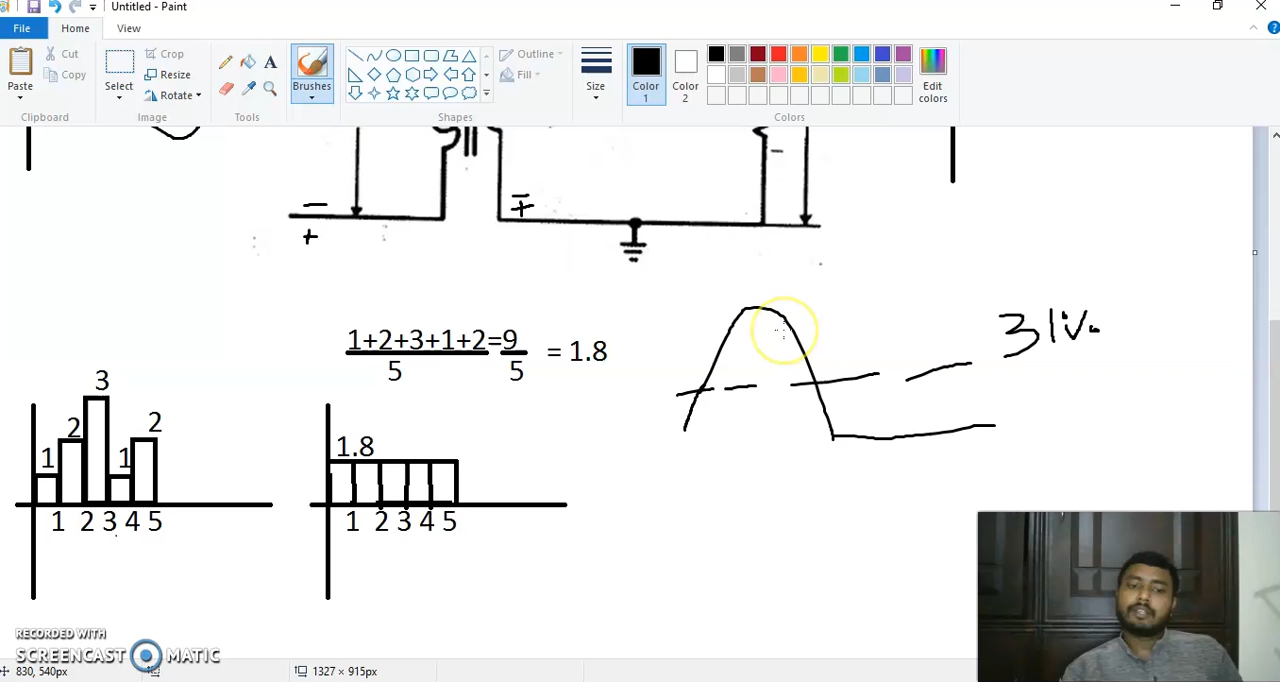 Untitled - Paint
File Home View
Paste
Cut
Copy
Clipboard
Select
Crop
Resize
Rotate
Image
A
Tools
Brushes
Shapes
Outline
Fill
Size
Color 1
Color 2
Colors
Edit colors
−
+
−
+
−
1+2+3+1+2=9
5 5 = 1.8
1 2 3 1 2
1 2 3 4 5
1.8
1 2 3 4 5
RECORDED WITH
SCREENCAST MATIC
830, 540px
1327 × 915px